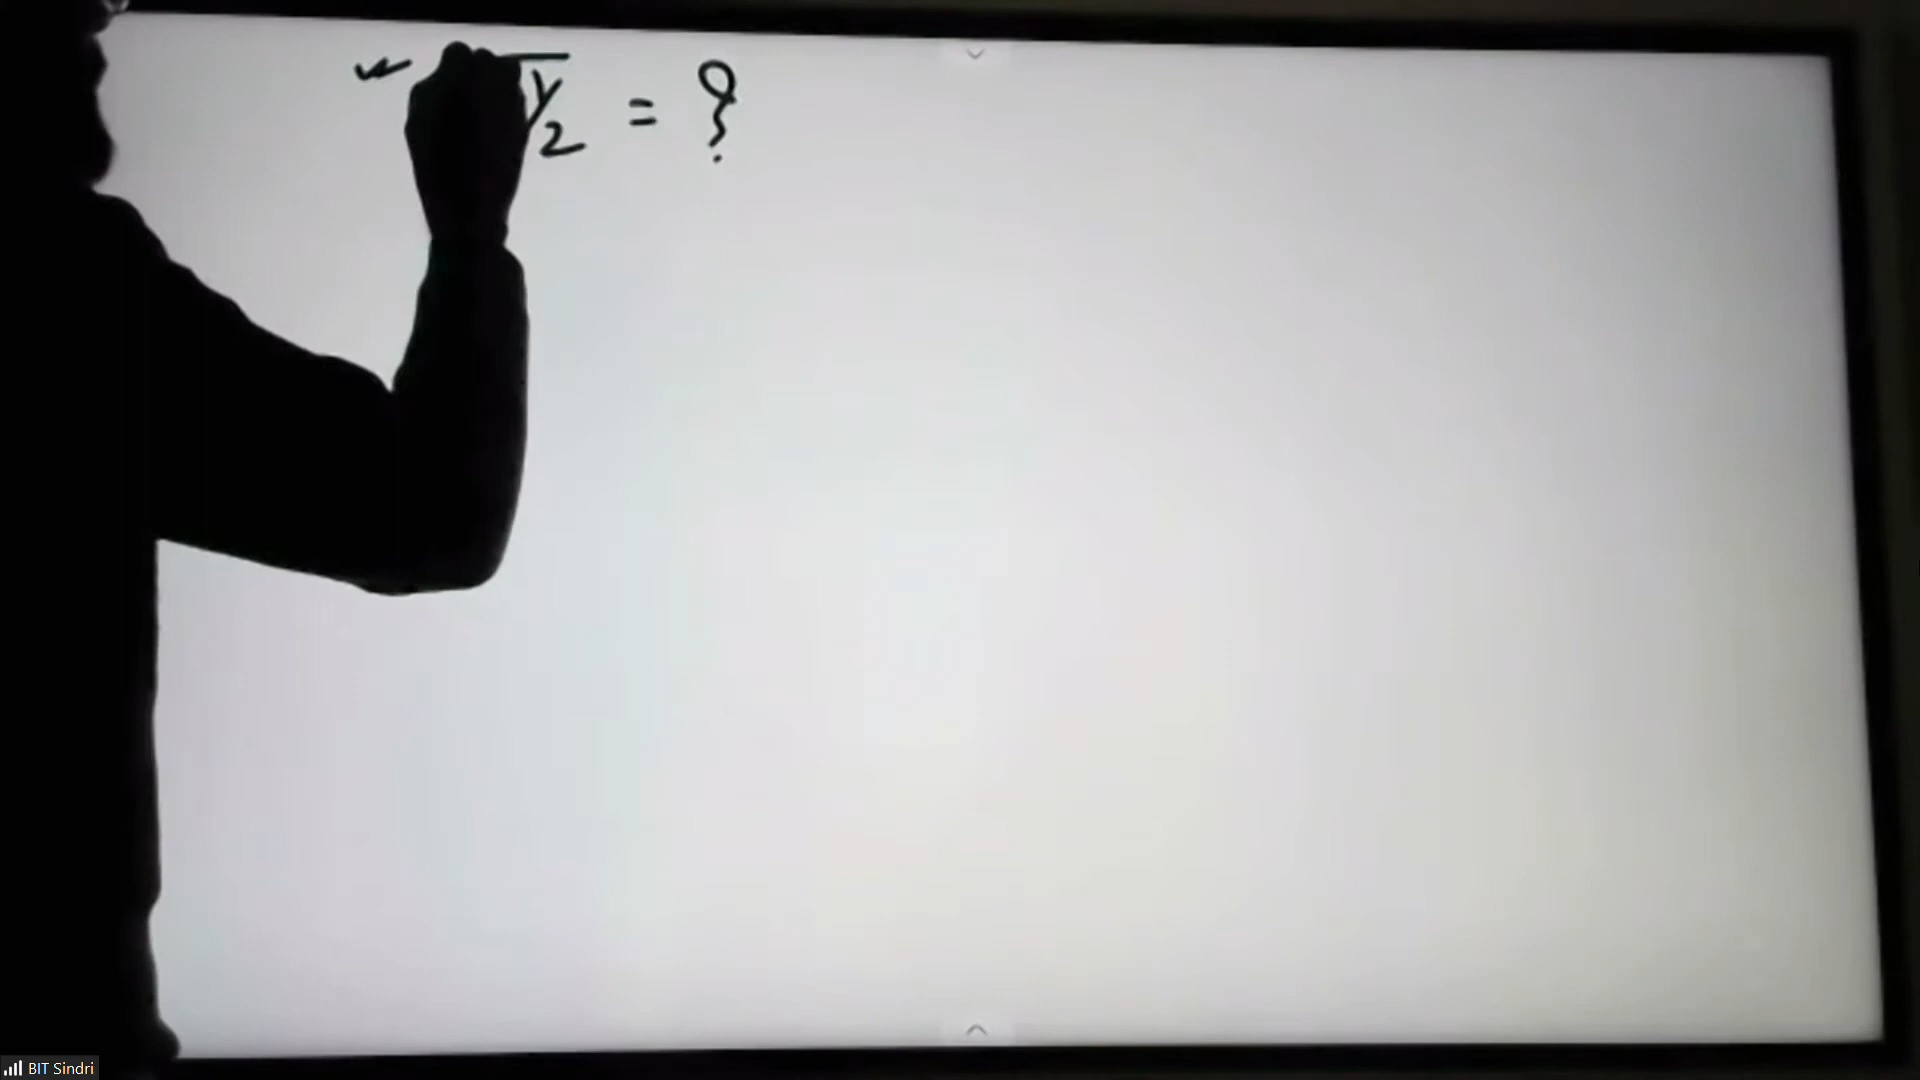 y/2 = ?
BIT Sindri